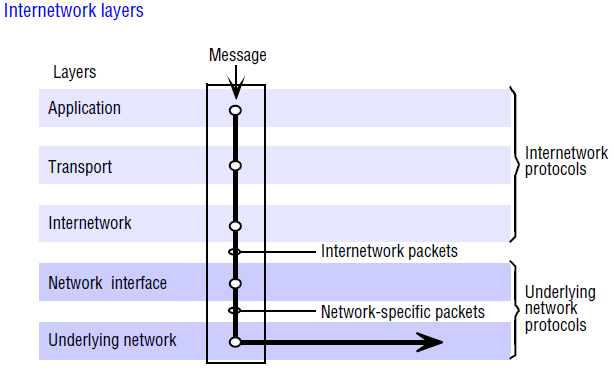 Internetwork layers
Message
Layers
Application
Transport
Internetwork
protocols
Internetwork
Internetwork packets
Network interface
Network-specific packets
Underlying
network
protocols
Underlying network